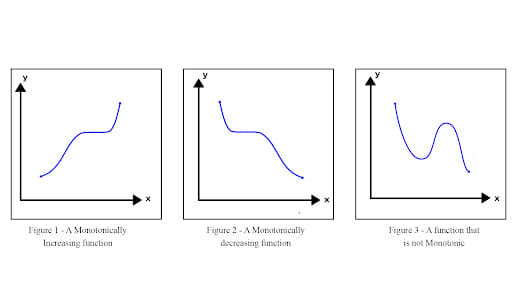 y
x
Figure 1 - A Monotonically
Increasing function
y
x
Figure 2 - A Monotonically
decreasing function
y
x
Figure 3 - A function that
is not Monotonic